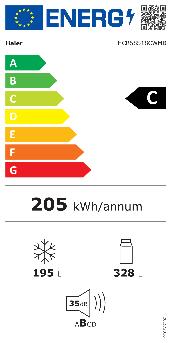 ENERG
Haier
A
B
C
D
E
F
G
C
205 kWh/annum
195 L
328 L
35dB
ABCD